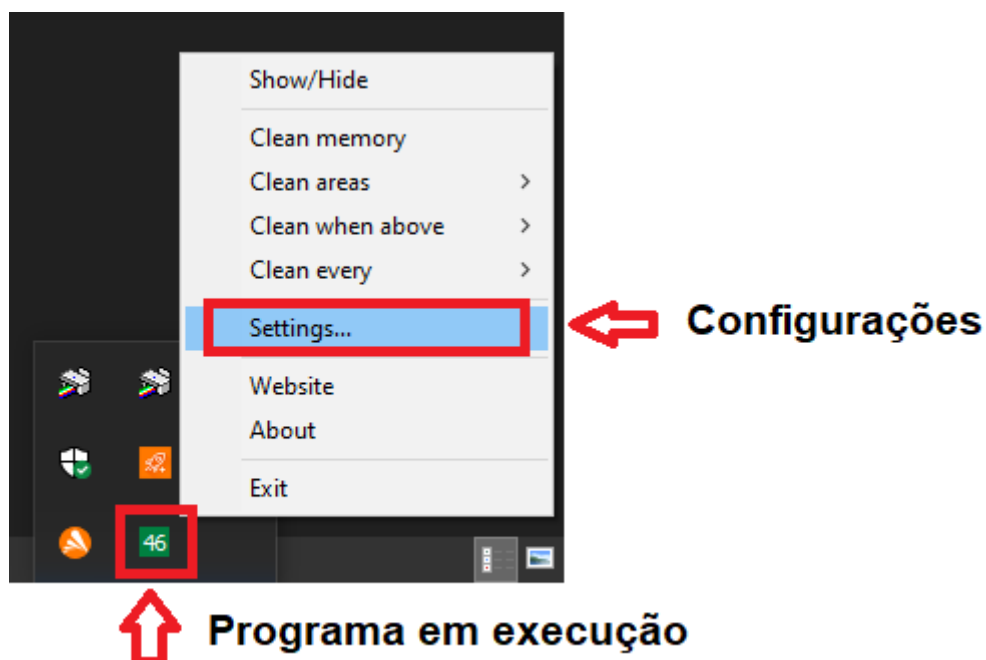 Show/Hide
Clean memory
Clean areas
Clean when above
Clean every
Settings...
Configurações
Website
About
Exit
46
Programa em execução